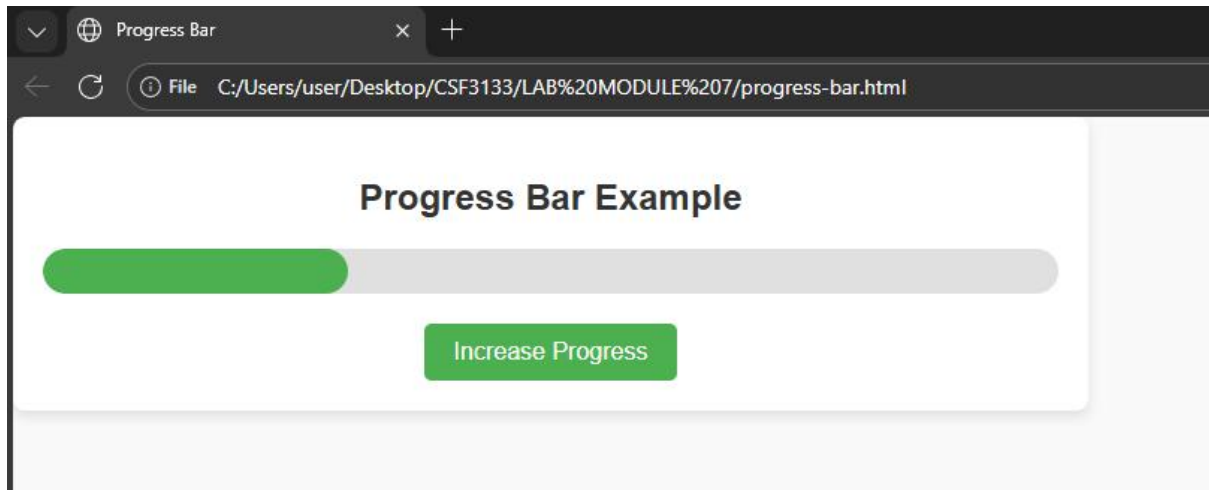 Progress Bar
File C:/Users/user/Desktop/CSF3133/LAB%20MODULE%207/progress-bar.html
Progress Bar Example
Increase Progress